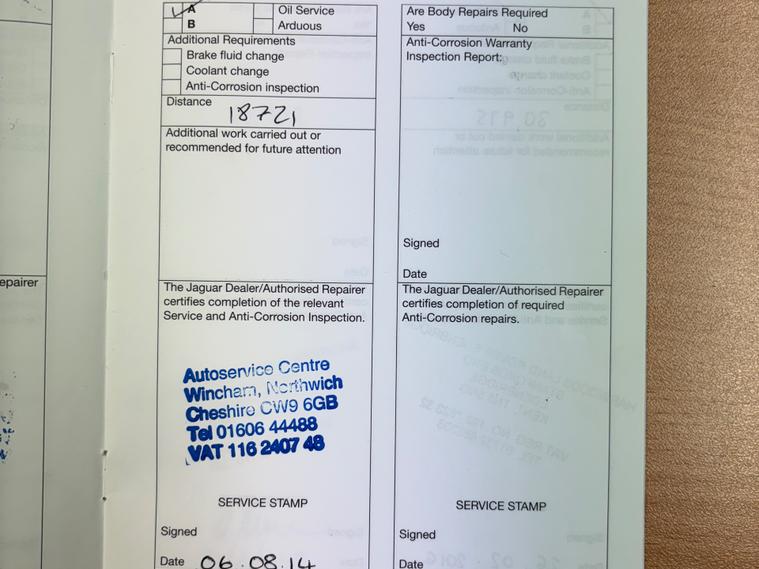 A
B
Oil Service
Arduous
Additional Requirements
Brake fluid change
Coolant change
Anti-Corrosion inspection
Distance
18721
Additional work carried out or
recommended for future attention
epairer
The Jaguar Dealer/Authorised Repairer
certifies completion of the relevant
Service and Anti-Corrosion Inspection.
Autoservice Centre
Wincham, Northwich
Cheshire CW9 6GB
Tel 01606 44488
VAT 116 2407 48
SERVICE STAMP
Signed
Date 06.08.14
Are Body Repairs Required
Yes No
Anti-Corrosion Warranty
Inspection Report:
Signed
Date
The Jaguar Dealer/Authorised Repairer
certifies completion of required
Anti-Corrosion repairs.
SERVICE STAMP
Signed
Date